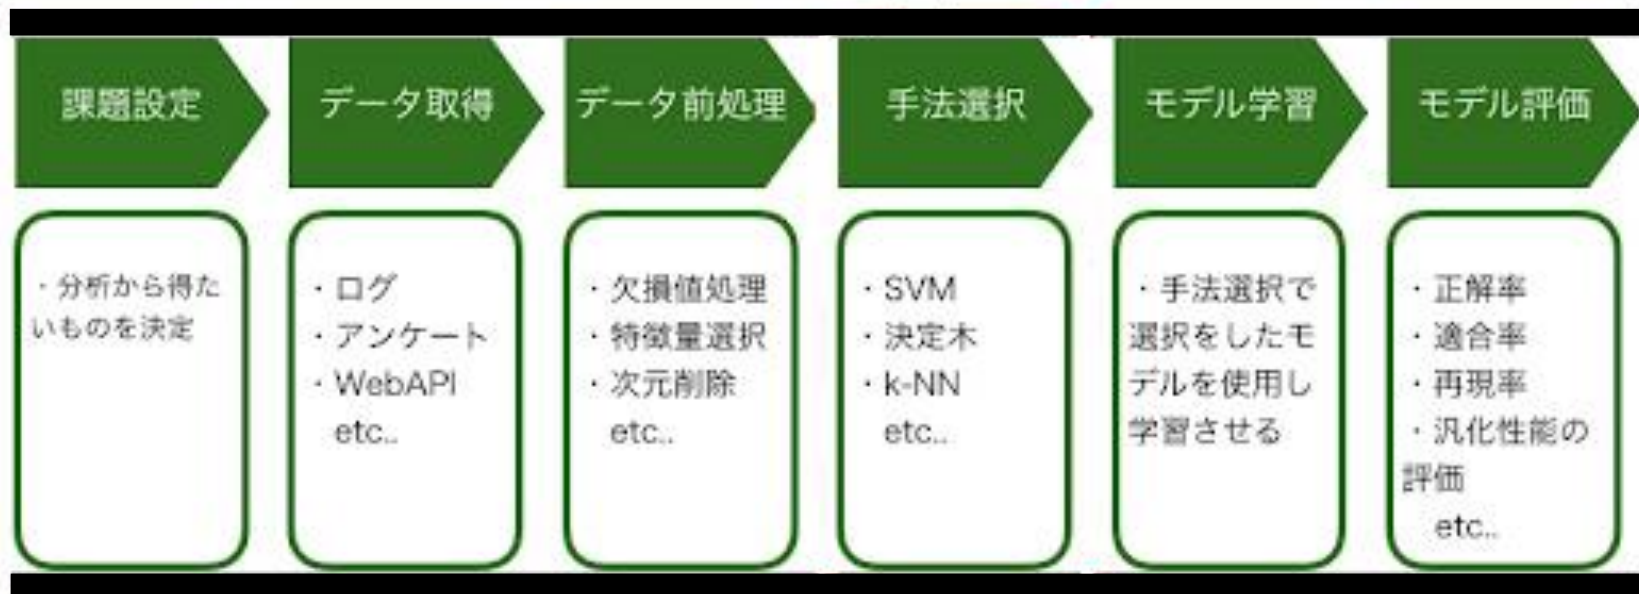 課題設定
データ取得
データ前処理
手法選択
モデル学習
モデル評価
・分析から得た
いものを決定
・ログ
・アンケート
・WebAPI
etc..
・欠損値処理
・特徴量選択
・次元削除
etc..
・SVM
・決定木
・k-NN
etc..
・手法選択で
選択をしたモ
デルを使用し
学習させる
・正解率
・適合率
・再現率
・汎化性能の
評価
etc..